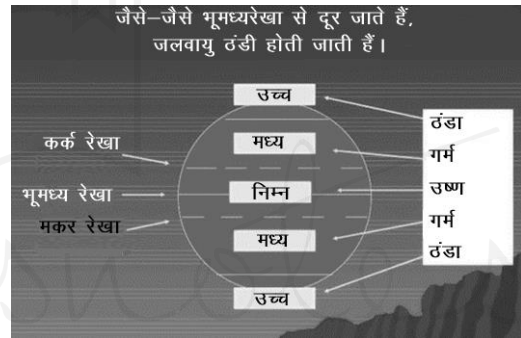 जैसे–जैसे भूमध्यरेखा से दूर जाते हैं,
जलवायु ठंडी होती जाती हैं।
उच्च
ठंडा
कर्क रेखा
मध्य
गर्म
भूमध्य रेखा
निम्न
उष्ण
मकर रेखा
मध्य
गर्म
ठंडा
उच्च